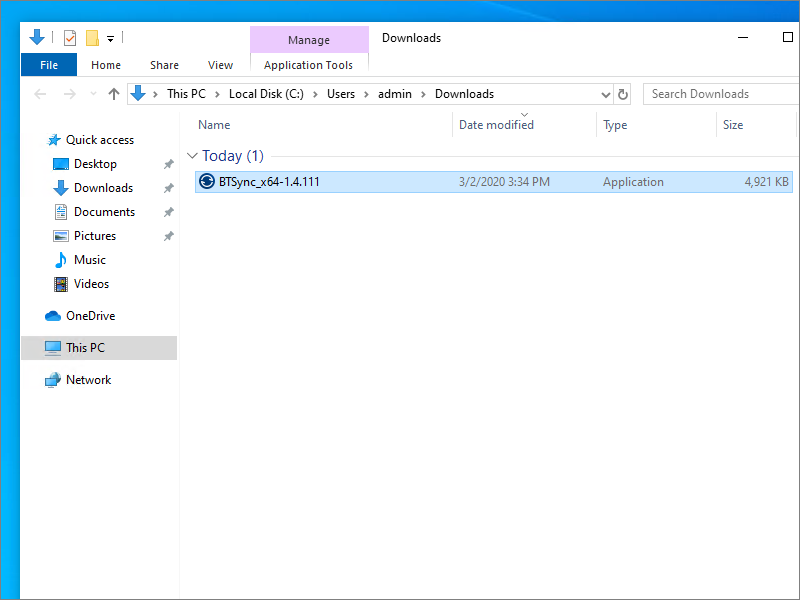 Manage
Downloads
File
Home
Share
View
Application Tools
This PC
Local Disk (C:)
Users
admin
Downloads
Search Downloads
Name
Date modified
Type
Size
Quick access
Desktop
Downloads
Documents
Pictures
Music
Videos
OneDrive
This PC
Network
Today (1)
BTSync_x64-1.4.111
3/2/2020 3:34 PM
Application
4,921 KB